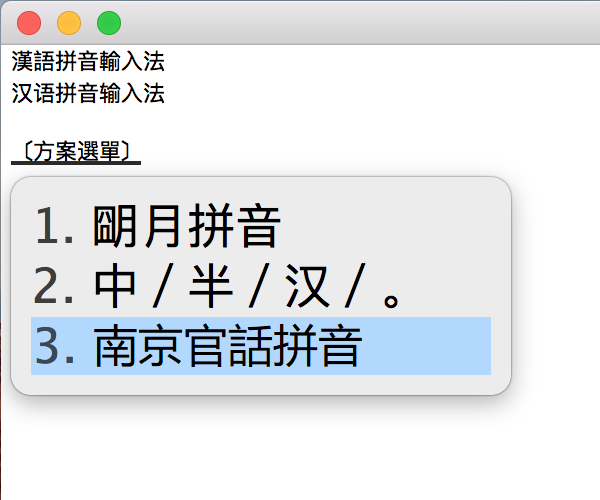 漢語拼音輸入法
汉语拼音输入法
〔方案選單〕
1. 朙月拼音
2. 中 / 半 / 汉 / 。
3. 南京官話拼音